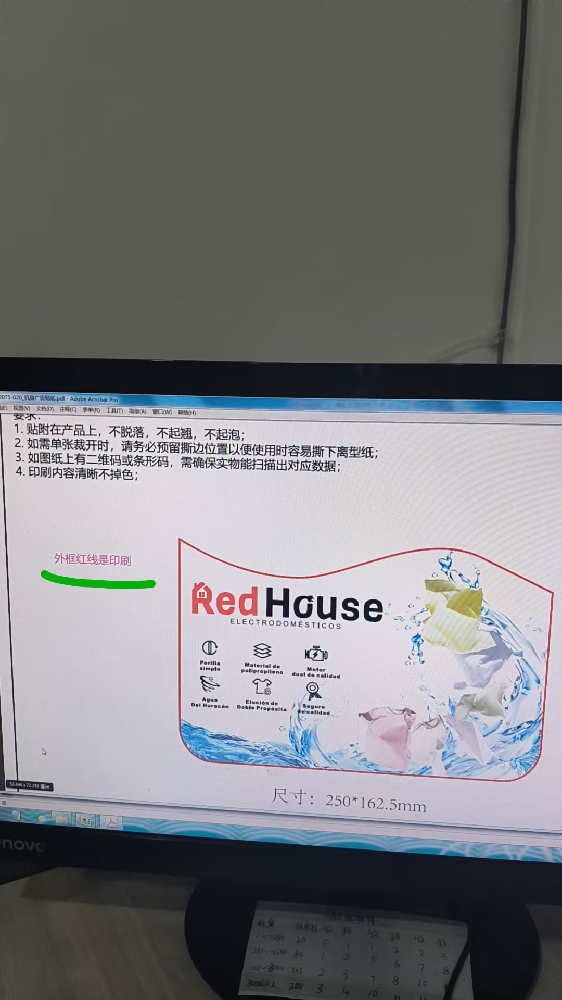 2075-020_机身广告贴纸.pdf - Adobe Acrobat Pro
(E) 视图(V) 文档(D) 注释(C) 表单(R) 工具(T) 高级(A) 窗口(W) 帮助(H)
要求:
1. 贴附在产品上，不脱落，不起翘，不起泡；
2. 如需单张裁开时，请务必预留撕边位置以便使用时容易撕下离型纸；
3. 如图纸上有二维码或条形码，需确保实物能扫描出对应数据；
4. 印刷内容清晰不掉色；
外框红线是印刷
Red House
ELECTRODOMÉSTICOS
Perilla simple
Material de polipropileno
Motor dual de calidad
Agua Del Huracán
Elución de Doble Propósito
Seguro de calidad
尺寸：250*162.5mm
52.494 x 72.319 厘米
enovo
数量 抽样数 收 拒 收 拒 收 拒
1~280 20 0 1 1 2 2 3
281~1200 80 1 2 5 6 7 8
1201~3000 125 2 3 7 8 10
3000以上 200 3 4 10 11